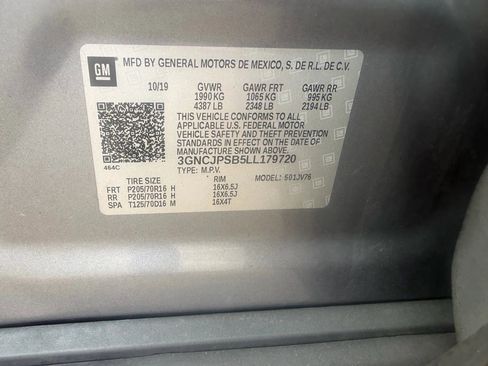 GM
MFD BY GENERAL MOTORS DE MEXICO, S. DE R.L. DE C.V.
10/19 GVWR GAWR FRT GAWR RR
1990 KG 1065 KG 995 KG
4387 LB 2348 LB 2194 LB
THIS VEHICLE CONFORMS TO ALL
APPLICABLE U.S. FEDERAL MOTOR
VEHICLE SAFETY AND THEFT PREVENTION
STANDARDS IN EFFECT ON THE DATE OF
MANUFACTURE SHOWN ABOVE.
3GNCJPSB5LL179720
464C
TYPE: M.P.V.
TIRE SIZE RIM MODEL: 501JV76
FRT P205/70R16 H 16X6.5J
RR P205/70R16 H 16X6.5J
SPA T125/70D16 M 16X4T